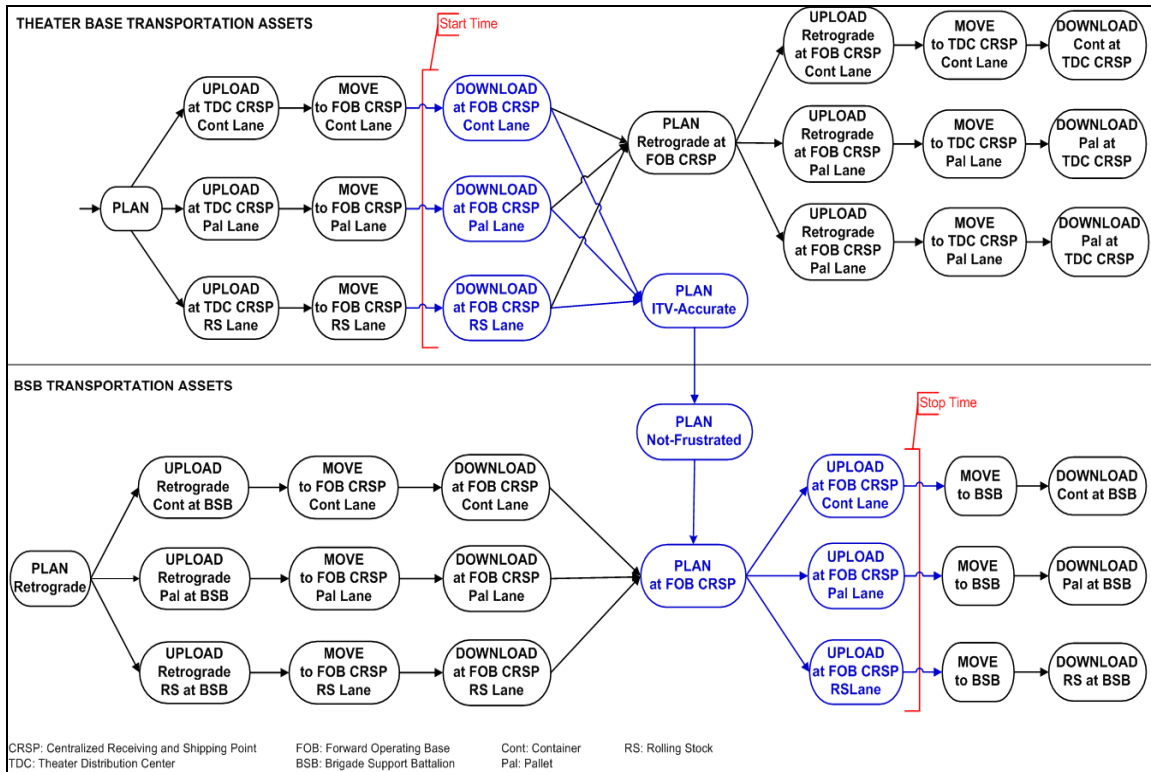 THEATER BASE TRANSPORTATION ASSETS
Start Time
PLAN
UPLOAD
at TDC CRSP
Cont Lane
MOVE
to FOB CRSP
Cont Lane
DOWNLOAD
at FOB CRSP
Cont Lane
UPLOAD
at TDC CRSP
Pal Lane
MOVE
to FOB CRSP
Pal Lane
DOWNLOAD
at FOB CRSP
Pal Lane
UPLOAD
at TDC CRSP
RS Lane
MOVE
to FOB CRSP
RS Lane
DOWNLOAD
at FOB CRSP
RS Lane
PLAN
Retrograde at
FOB CRSP
UPLOAD
Retrograde
at FOB CRSP
Cont Lane
MOVE
to TDC CRSP
Cont Lane
DOWNLOAD
Cont at
TDC CRSP
UPLOAD
Retrograde
at FOB CRSP
Pal Lane
MOVE
to TDC CRSP
Pal Lane
DOWNLOAD
Pal at
TDC CRSP
UPLOAD
Retrograde
at FOB CRSP
Pal Lane
MOVE
to TDC CRSP
Pal Lane
DOWNLOAD
Pal at
TDC CRSP
PLAN
ITV-Accurate
BSB TRANSPORTATION ASSETS
PLAN
Not-Frustrated
Stop Time
PLAN
Retrograde
UPLOAD
Retrograde
Cont at BSB
MOVE
to FOB CRSP
Cont Lane
DOWNLOAD
at FOB CRSP
Cont Lane
UPLOAD
Retrograde
Pal at BSB
MOVE
to FOB CRSP
Pal Lane
DOWNLOAD
at FOB CRSP
Pal Lane
UPLOAD
Retrograde
RS at BSB
MOVE
to FOB CRSP
RS Lane
DOWNLOAD
at FOB CRSP
RS Lane
PLAN
at FOB CRSP
UPLOAD
at FOB CRSP
Cont Lane
MOVE
to BSB
DOWNLOAD
Cont at BSB
UPLOAD
at FOB CRSP
Pal Lane
MOVE
to BSB
DOWNLOAD
Pal at BSB
UPLOAD
at FOB CRSP
RSLane
MOVE
to BSB
DOWNLOAD
RS at BSB
CRSP: Centralized Receiving and Shipping Point
FOB: Forward Operating Base
Cont: Container
RS: Rolling Stock
TDC: Theater Distribution Center
BSB: Brigade Support Battalion
Pal: Pallet